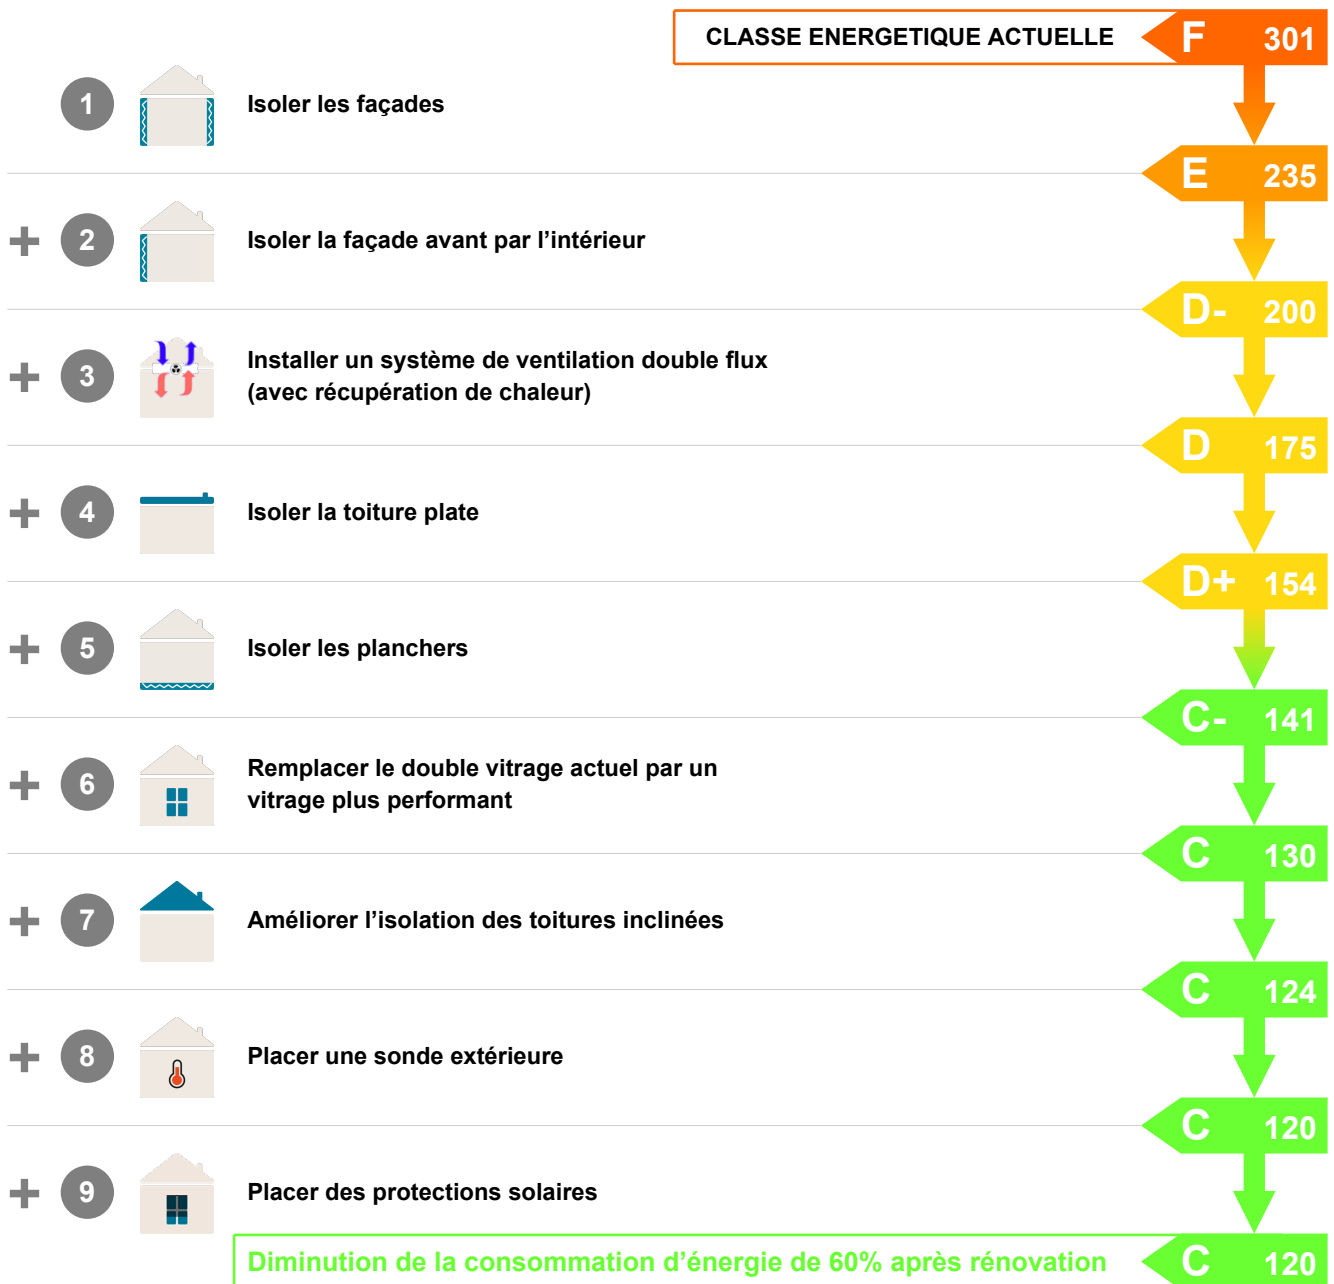 CLASSE ENERGETIQUE ACTUELLE F 301
1 Isoler les façades
E 235
+ 2 Isoler la façade avant par l’intérieur
D- 200
+ 3 Installer un système de ventilation double flux
(avec récupération de chaleur)
D 175
+ 4 Isoler la toiture plate
D+ 154
+ 5 Isoler les planchers
C- 141
+ 6 Remplacer le double vitrage actuel par un
vitrage plus performant
C 130
+ 7 Améliorer l’isolation des toitures inclinées
C 124
+ 8 Placer une sonde extérieure
C 120
+ 9 Placer des protections solaires
Diminution de la consommation d’énergie de 60% après rénovation C 120